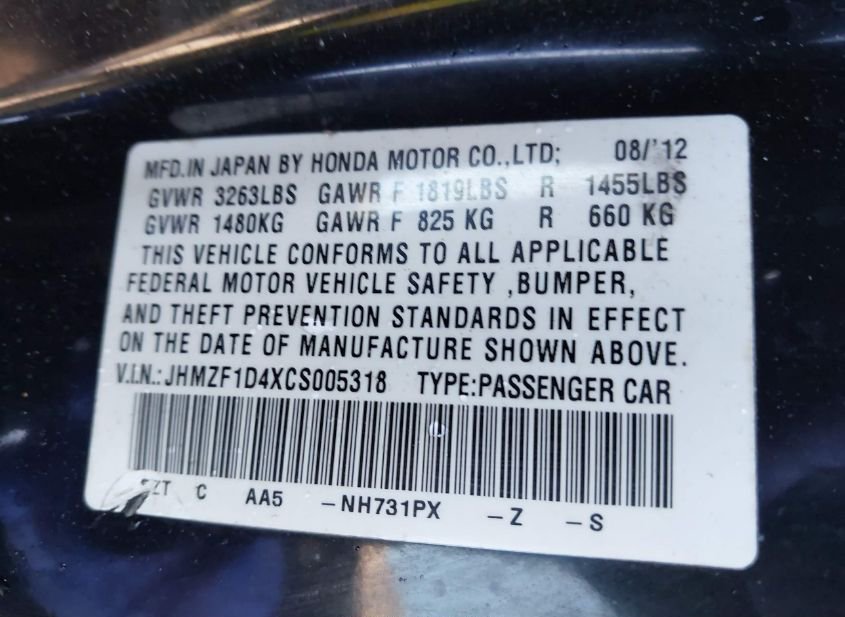 MFD.IN JAPAN BY HONDA MOTOR CO.,LTD; 08/'12
GVWR 3263LBS GAWR F 1819LBS R 1455LBS
GVWR 1480KG GAWR F 825 KG R 660 KG
THIS VEHICLE CONFORMS TO ALL APPLICABLE
FEDERAL MOTOR VEHICLE SAFETY ,BUMPER,
AND THEFT PREVENTION STANDARDS IN EFFECT
ON THE DATE OF MANUFACTURE SHOWN ABOVE.
V.I.N.: JHMZF1D4XCS005318 TYPE:PASSENGER CAR
C AA5 -NH731PX -Z -S